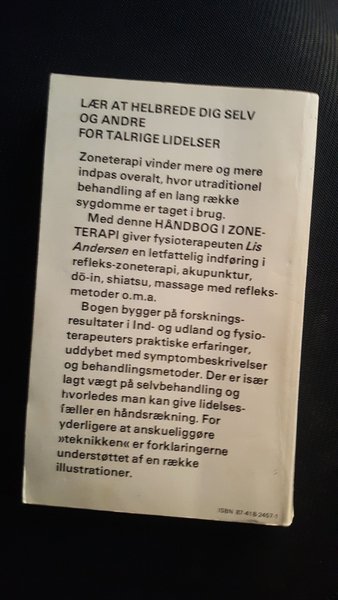 LÆR AT HELBREDE DIG SELV
OG ANDRE
FOR TALRIGE LIDELSER
Zoneterapi vinder mere og mere
indpas overalt, hvor utraditionel
behandling af en lang række
sygdomme er taget i brug.
Med denne HÅNDBOG I ZONE-
TERAPI giver fysioterapeuten Lis
Andersen en letfattelig indføring i
refleks-zoneterapi, akupunktur,
dō-in, shiatsu, massage med refleks-
metoder o.m.a.
Bogen bygger på forsknings-
resultater i Ind- og udland og fysio-
terapeuters praktiske erfaringer,
uddybet med symptombeskrivelser
og behandlingsmetoder. Der er især
lagt vægt på selvbehandling og
hvorledes man kan give lidelses-
fæller en håndsrækning. For
yderligere at anskueliggøre
»teknikken« er forklaringerne
understøttet af en række
illustrationer.
ISBN 87-418-2457-1